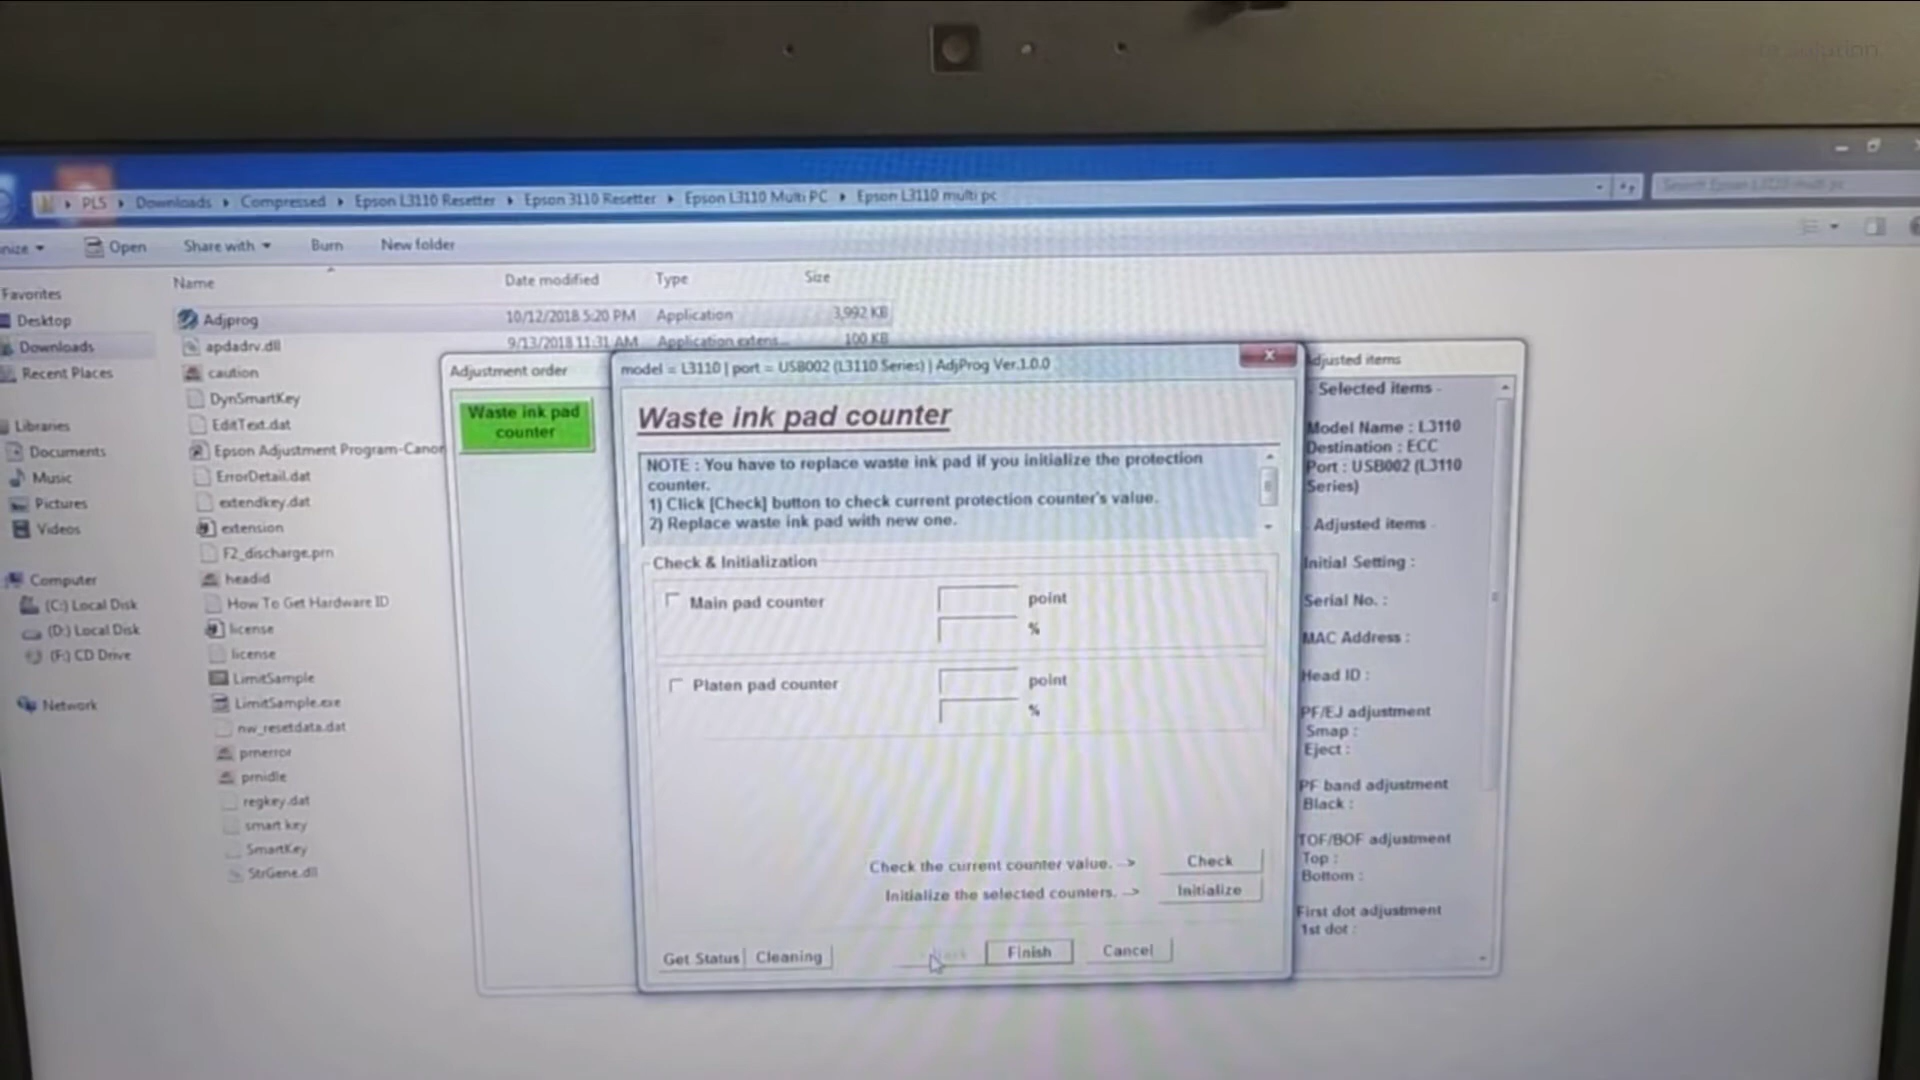 PLS Downloads Compressed Epson L3110 Resetter Epson 3110 Resetter Epson L3110 Multi PC Epson L3110 multi pc
nize Open Share with Burn New folder
Name Date modified Type Size
Favorites
Desktop
Downloads
Recent Places
Libraries
Documents
Music
Pictures
Videos
Computer
(C:) Local Disk
(D:) Local Disk
(F:) CD Drive
Network
Adjprog 10/12/2018 5:20 PM Application 3,992 KB
apdadrv.dll 9/13/2018 11:31 AM Application extens... 100 KB
caution
DynSmartKey
EditText.dat
Epson Adjustment Program-Canon
ErrorDetail.dat
extendkey.dat
extension
F2_discharge.prn
headid
How To Get Hardware ID
license
license
LimitSample
LimitSample.exe
nw_resetdata.dat
prnerror
prnidle
regkey.dat
smart key
SmartKey
StrGene.dll
Adjustment order
Waste ink pad
counter
model = L3110 | port = USB002 (L3110 Series) | AdjProg Ver.1.0.0
Waste ink pad counter
NOTE : You have to replace waste ink pad if you initialize the protection
counter.
1) Click [Check] button to check current protection counter's value.
2) Replace waste ink pad with new one.
Check & Initialization
Main pad counter point
%
Platen pad counter point
%
Check the current counter value. --> Check
Initialize the selected counters. --> Initialize
Get Status Cleaning Finish Cancel
djusted items
Selected items -
Model Name : L3110
Destination : ECC
Port : USB002 (L3110
Series)
Adjusted items
Initial Setting :
Serial No. :
MAC Address :
Head ID :
PF/EJ adjustment
Smap :
Eject :
PF band adjustment
Black :
TOF/BOF adjustment
Top :
Bottom :
First dot adjustment
1st dot :